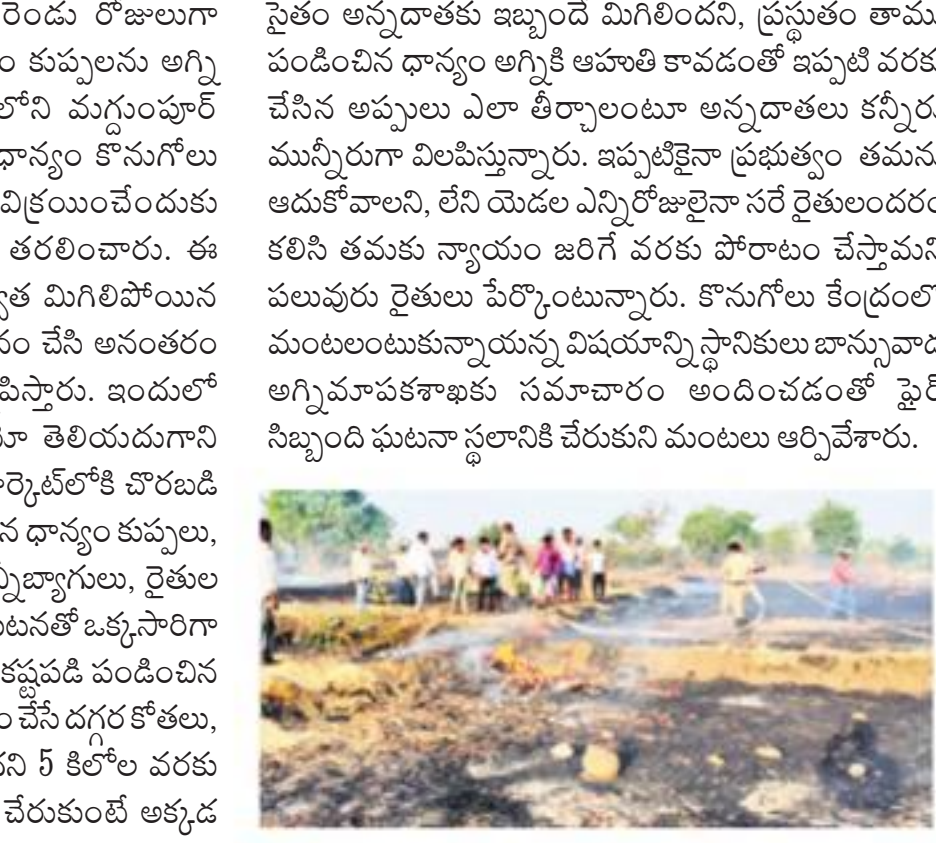 రెండు రోజులుగా
కుప్పలను అగ్ని
మగ్దుంపూర్
ధాన్యం కొనుగోలు
విక్రయించేందుకు
తరలించారు. ఈ
మిగిలిపోయిన
చేసి అనంతరం
ఇందులో
తెలియదుగాని
చొరబడి
ధాన్యం కుప్పలు,
రైతుల
ఒక్కసారిగా
కష్టపడి పండించిన
చేసే దగ్గర కోతలు,
5 కిలోల వరకు
చేరుకుంటే అక్కడ
సైతం అన్నదాతకు ఇబ్బందే మిగిలిందని, ప్రస్థుతం తాము
పండించిన ధాన్యం అగ్నికి ఆహుతి కావడంతో ఇప్పటి వరకు
చేసిన అప్పులు ఎలా తీర్చాలంటూ అన్నదాతలు కన్నీరు
మున్నీరుగా విలపిస్తున్నారు. ఇప్పటికైనా ప్రభుత్వం తమను
ఆదుకోవాలని, లేని యెడల ఎన్నిరోజులైనా సరే రైతులందరం
కలిసి తమకు న్యాయం జరిగే వరకు పోరాటం చేస్తామని
పలువురు రైతులు పేర్కొంటున్నారు. కొనుగోలు కేంద్రంలో
మంటలంటుకున్నాయన్న విషయాన్ని స్థానికులు బాన్సువాడ
అగ్నిమాపకశాఖకు సమాచారం అందించడంతో ఫైర్
సిబ్బంది ఘటనా స్థలానికి చేరుకుని మంటలు ఆర్పివేశారు.